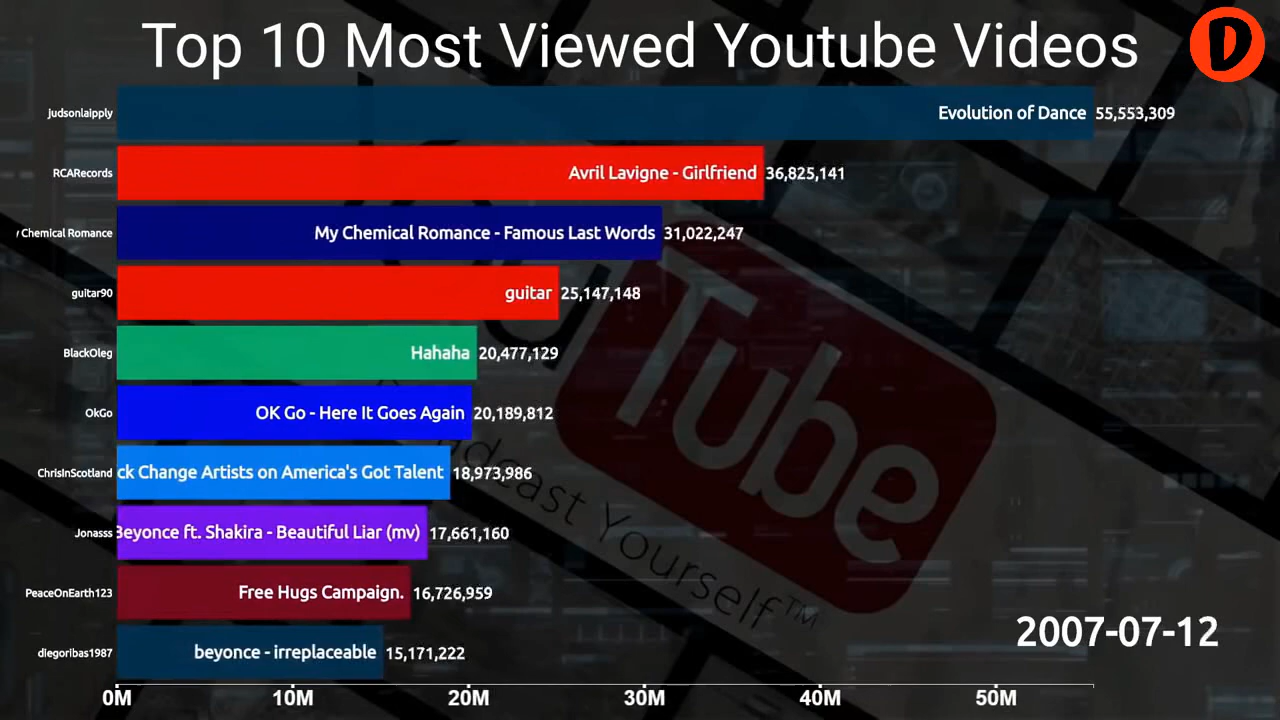 Top 10 Most Viewed Youtube Videos
D
judsonlaipply Evolution of Dance 55,553,309
RCARecords Avril Lavigne - Girlfriend 36,825,141
Chemical Romance My Chemical Romance - Famous Last Words 31,022,247
guitar90 guitar 25,147,148
BlackOleg Hahaha 20,477,129
OkGo OK Go - Here It Goes Again 20,189,812
ChrisInScotland ck Change Artists on America's Got Talent 18,973,986
Jonasss Beyonce ft. Shakira - Beautiful Liar (mv) 17,661,160
PeaceOnEarth123 Free Hugs Campaign. 16,726,959
diegoribas1987 beyonce - irreplaceable 15,171,222
Tube
Yourself™
2007-07-12
0M 10M 20M 30M 40M 50M